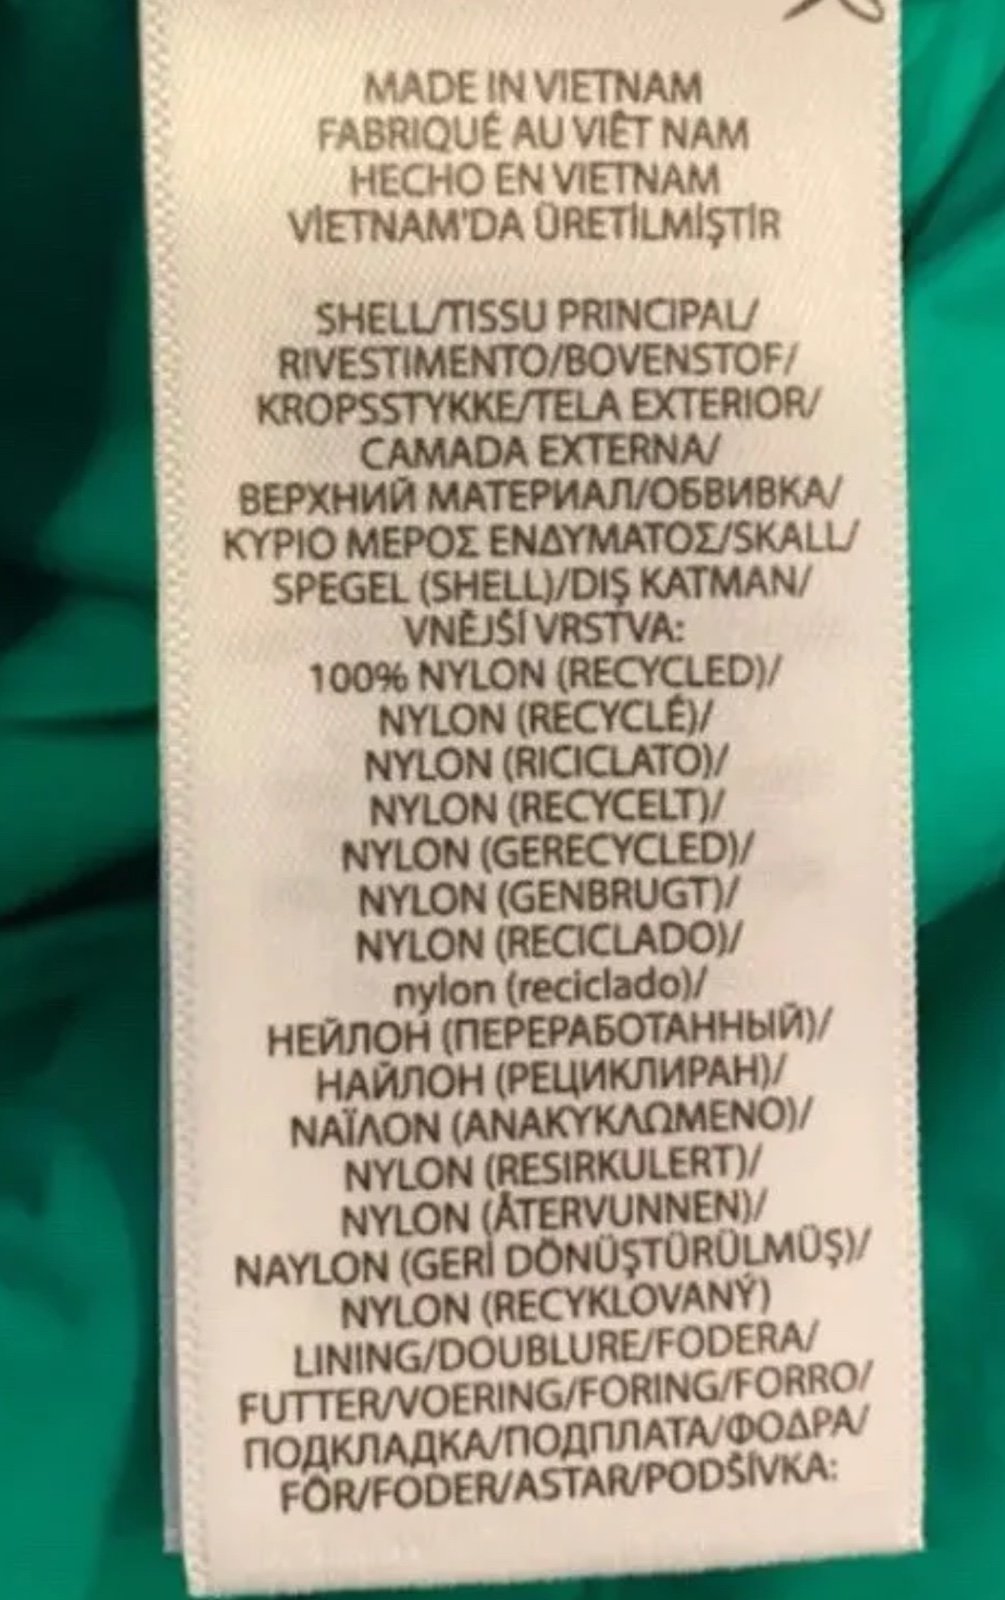 MADE IN VIETNAM
FABRIQUÉ AU VIÊT NAM
HECHO EN VIETNAM
VİETNAM'DA ÜRETİLMİŞTİR
SHELL/TISSU PRINCIPAL/
RIVESTIMENTO/BOVENSTOF/
KROPSSTYKKE/TELA EXTERIOR/
CAMADA EXTERNA/
ВЕРХНИЙ МАТЕРИАЛ/ОБВИВКА/
ΚΥΡΙΟ ΜΕΡΟΣ ΕΝΔΥΜΑΤΟΣ/SKALL/
SPEGEL (SHELL)/DIŞ KATMAN/
VNĚJŠÍ VRSTVA:
100% NYLON (RECYCLED)/
NYLON (RECYCLÉ)/
NYLON (RICICLATO)/
NYLON (RECYCELT)/
NYLON (GERECYCLED)/
NYLON (GENBRUGT)/
NYLON (RECICLADO)/
nylon (reciclado)/
НЕЙЛОН (ПЕРЕРАБОТАННЫЙ)/
НАЙЛОН (РЕЦИКЛИРАН)/
ΝΑΪΛΟΝ (ΑΝΑΚΥΚΛΩΜΕΝΟ)/
NYLON (RESIRKULERT)/
NYLON (ÅTERVUNNEN)/
NAYLON (GERİ DÖNÜŞTÜRÜLMÜŞ)/
NYLON (RECYKLOVANÝ)
LINING/DOUBLURE/FODERA/
FUTTER/VOERING/FORING/FORRO/
ПОДКЛАДКА/ПОДПЛАТА/ΦΟΔΡΑ/
FÔR/FODER/ASTAR/PODŠÍVKA: